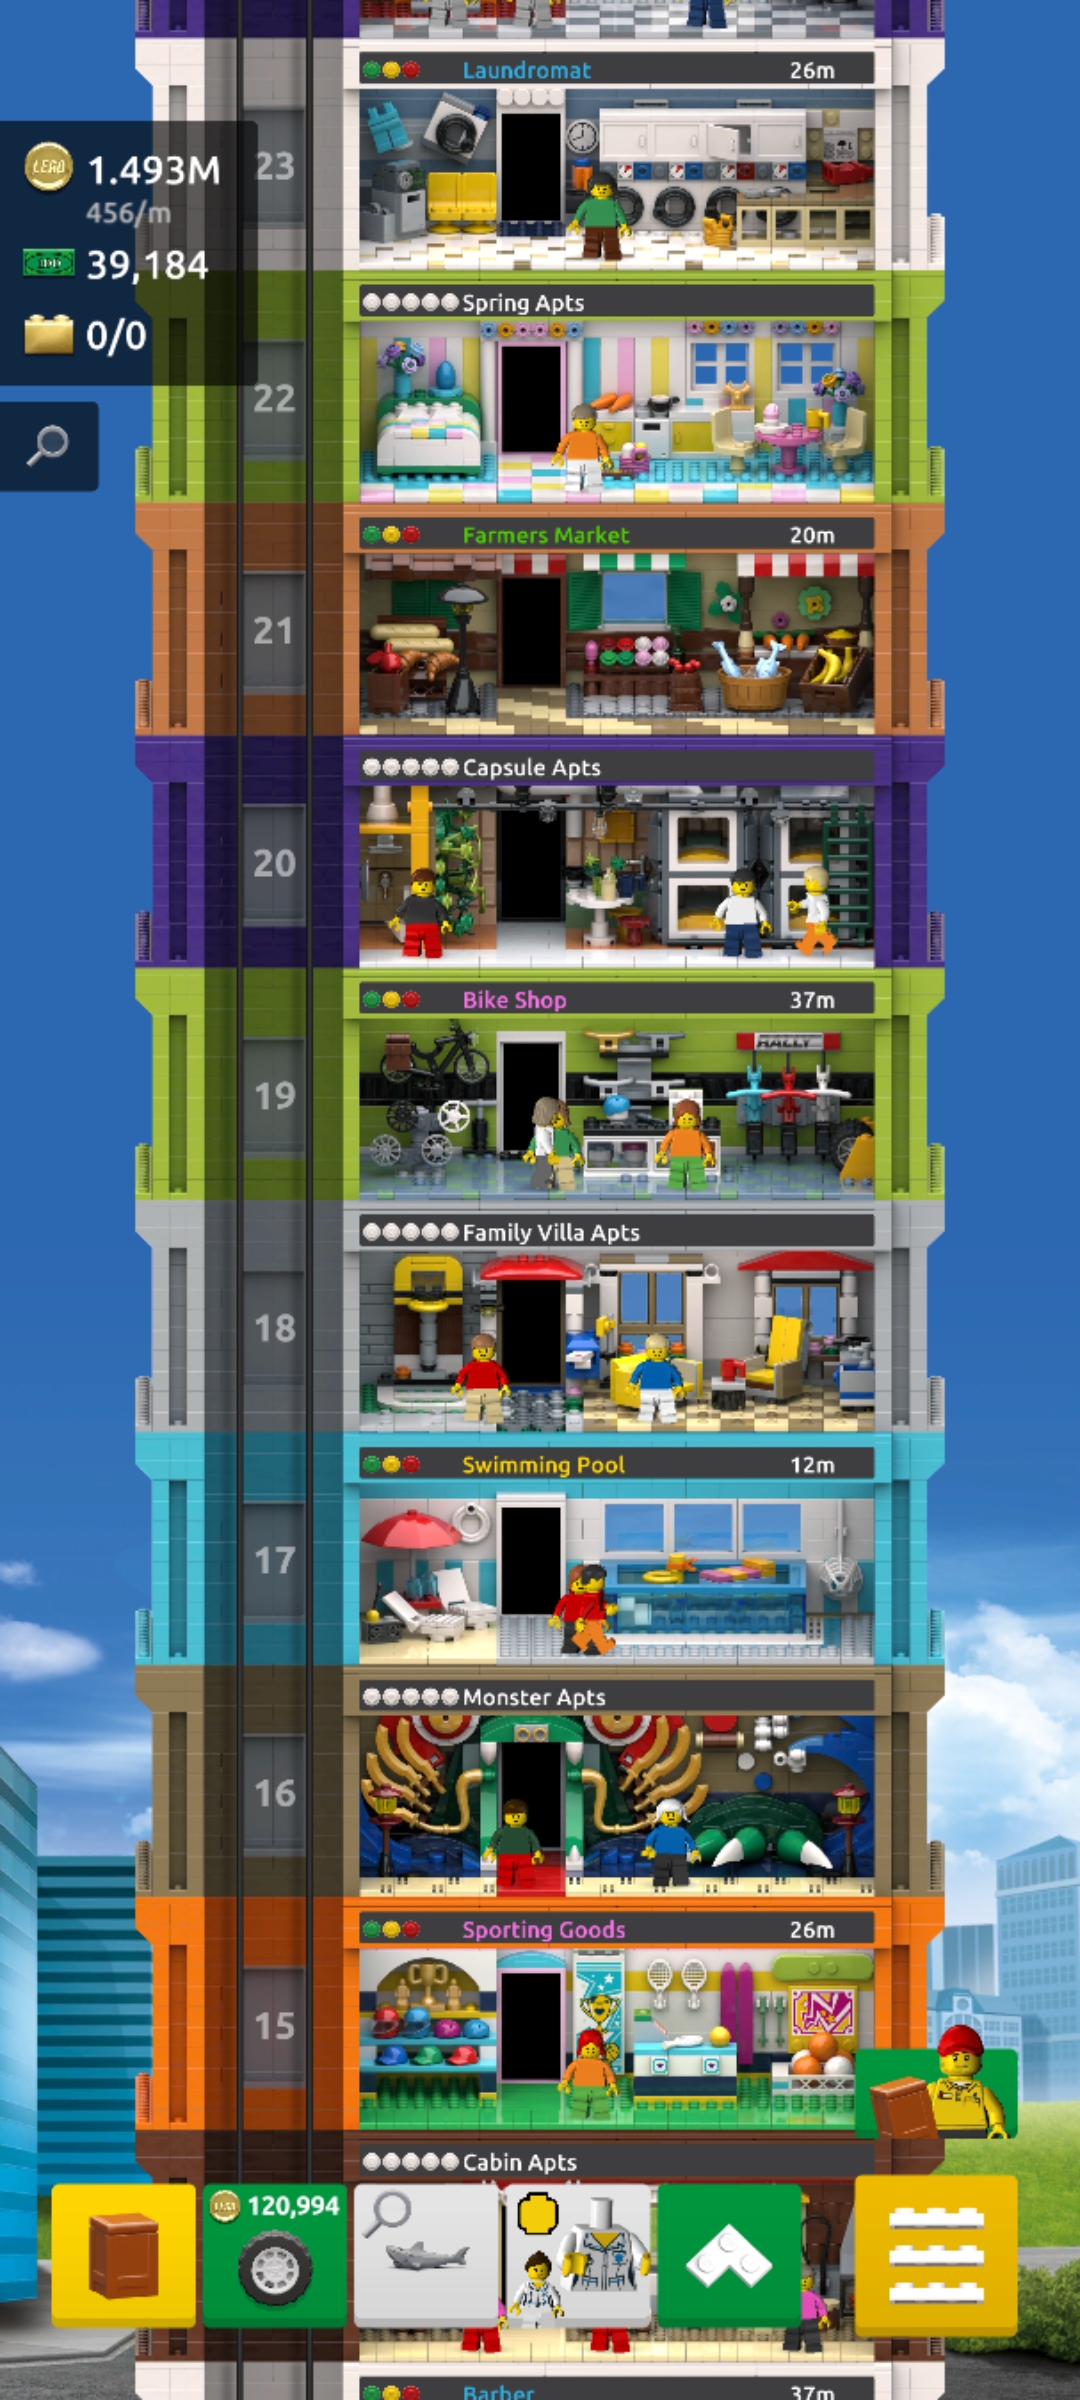 Laundromat 26m
23
LEGO 1.493M
456/m
39,184
0/0
Spring Apts
22
Farmers Market 20m
21
Capsule Apts
20
Bike Shop 37m
RALLY
19
Family Villa Apts
18
Swimming Pool 12m
17
Monster Apts
16
Sporting Goods 26m
N
15
Cabin Apts
120,994
Barber 37m